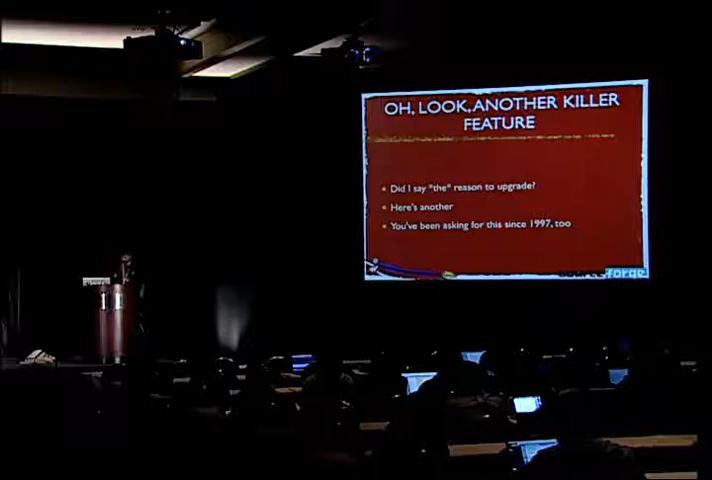 OH, LOOK, ANOTHER KILLER
FEATURE
Did I say *the* reason to upgrade?
Here's another
You've been asking for this since 1997, too
sourceforge